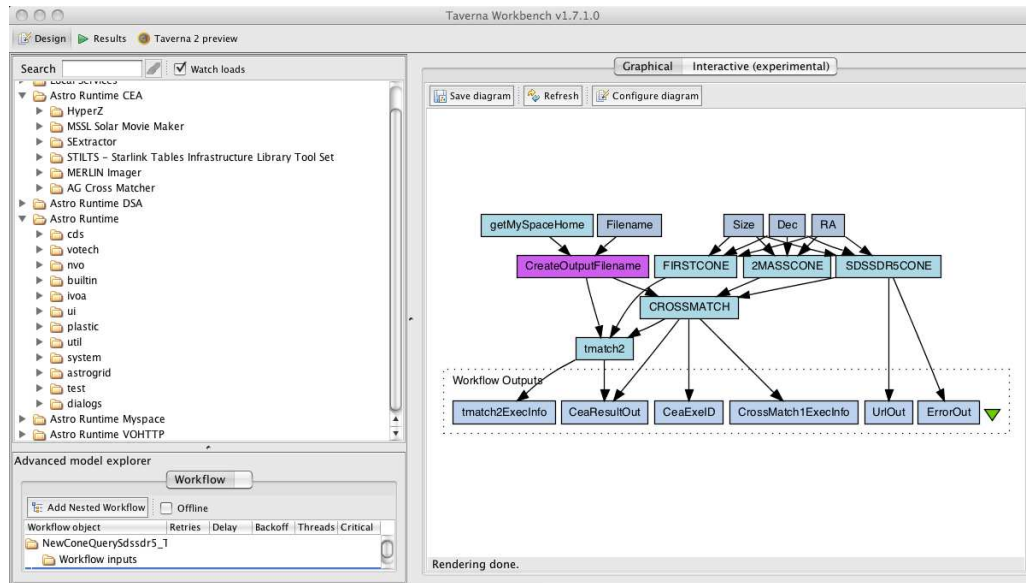 Taverna Workbench v1.7.1.0
Design Results Taverna 2 preview
Search Watch loads
Local Services
Astro Runtime CEA
HyperZ
MSSL Solar Movie Maker
SExtractor
STILTS - Starlink Tables Infrastructure Library Tool Set
MERLIN Imager
AG Cross Matcher
Astro Runtime DSA
Astro Runtime
cds
votech
nvo
builtin
ivoa
ui
plastic
util
system
astrogrid
test
dialogs
Astro Runtime Myspace
Astro Runtime VOHTTP
Advanced model explorer
Workflow
Add Nested Workflow Offline
Workflow object Retries Delay Backoff Threads Critical
NewConeQuerySdssdr5_T
Workflow inputs
Graphical Interactive (experimental)
Save diagram Refresh Configure diagram
getMySpaceHome Filename Size Dec RA
CreateOutputFilename FIRSTCONE 2MASSCONE SDSSDR5CONE
CROSSMATCH
tmatch2
Workflow Outputs
tmatch2ExecInfo CeaResultOut CeaExeID CrossMatch1ExecInfo UrlOut ErrorOut
Rendering done.